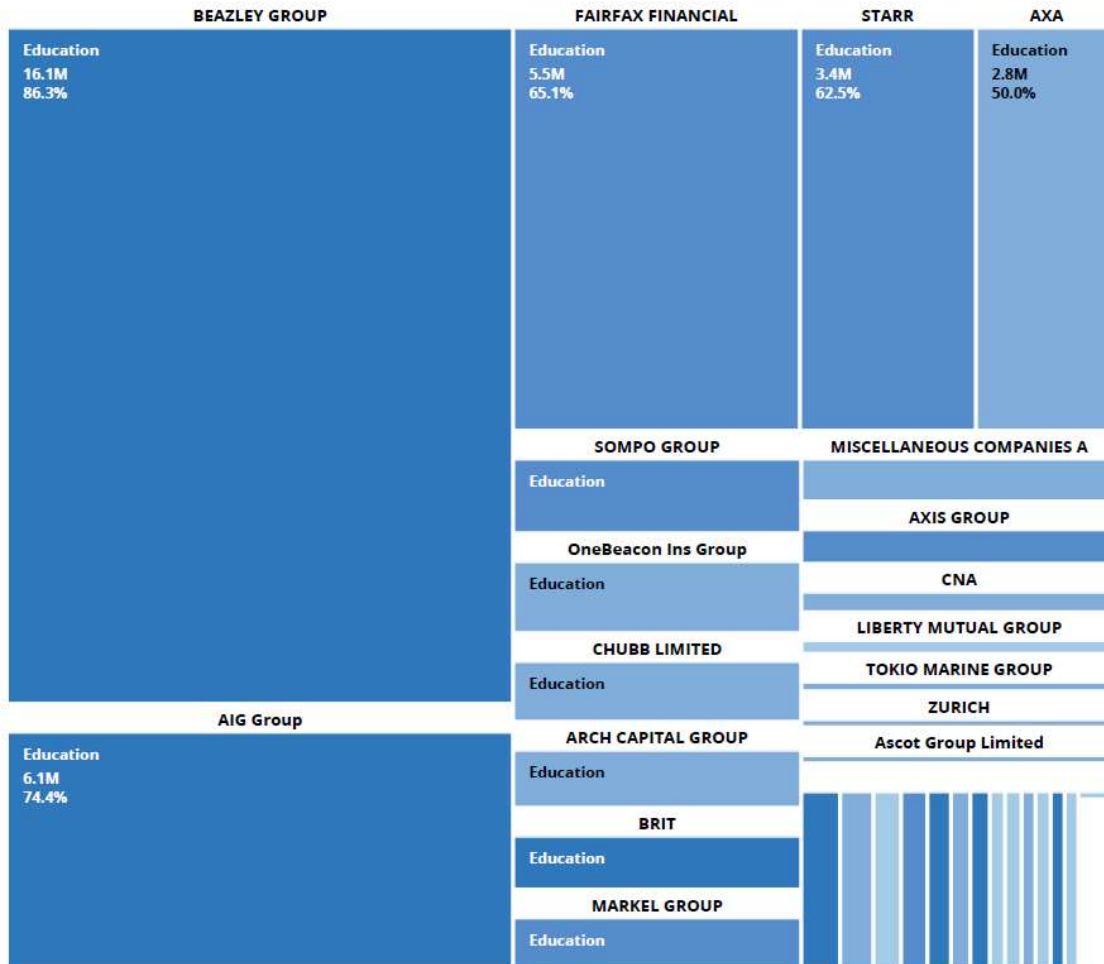 BEAZLEY GROUP
Education
16.1M
86.3%
AIG Group
Education
6.1M
74.4%
FAIRFAX FINANCIAL
Education
5.5M
65.1%
STARR
Education
3.4M
62.5%
AXA
Education
2.8M
50.0%
SOMPO GROUP
Education
OneBeacon Ins Group
Education
CHUBB LIMITED
Education
ARCH CAPITAL GROUP
Education
BRIT
Education
MARKEL GROUP
Education
MISCELLANEOUS COMPANIES A
AXIS GROUP
CNA
LIBERTY MUTUAL GROUP
TOKIO MARINE GROUP
ZURICH
Ascot Group Limited